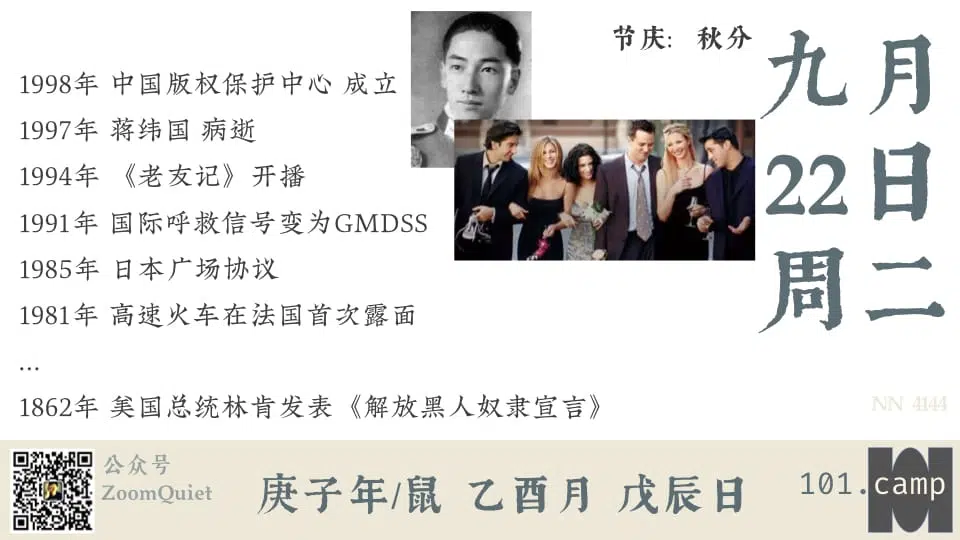 节庆: 秋分
九月
22日
周二
1998年 中国版权保护中心 成立
1997年 蒋纬国 病逝
1994年 《老友记》开播
1991年 国际呼救信号变为GMDSS
1985年 日本广场协议
1981年 高速火车在法国首次露面
...
1862年 美国总统林肯发表《解放黑人奴隶宣言》
NN 4144
公众号
ZoomQuiet
庚子年/鼠 乙酉月 戊辰日
101.camp